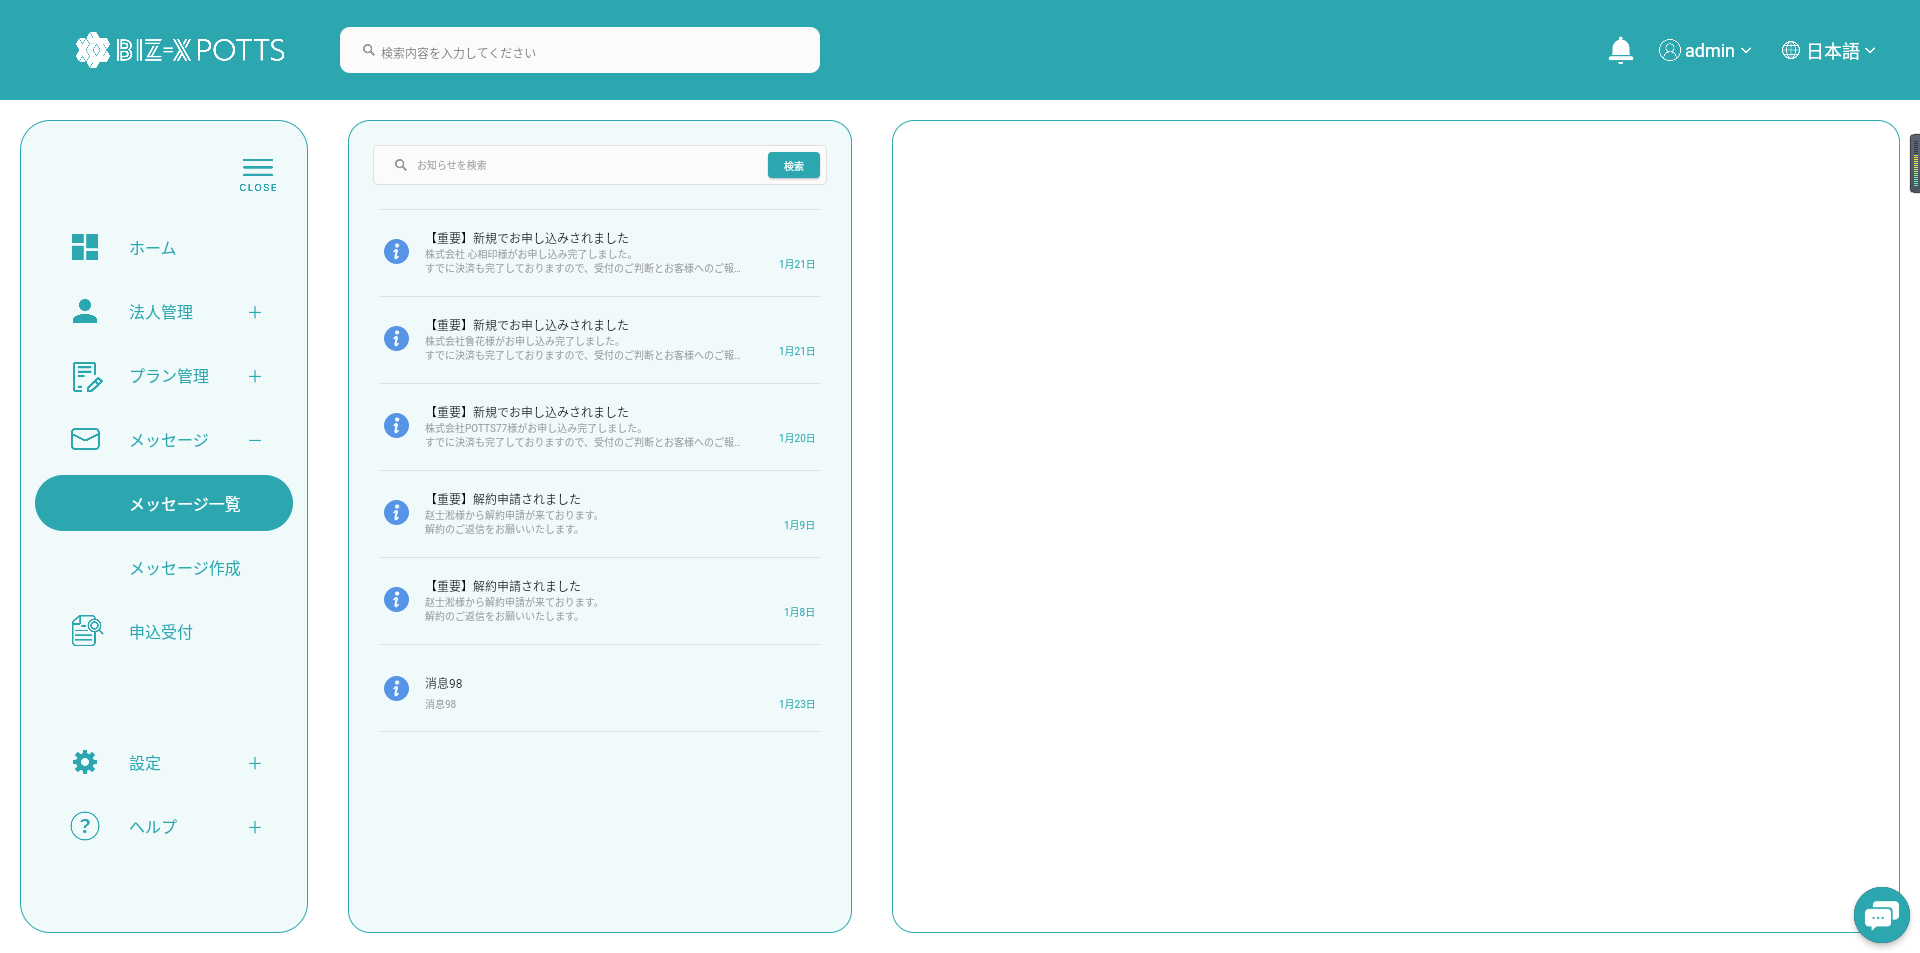 BIZ=X POTTS
検索内容を入力してください
admin
日本語
CLOSE
ホーム
法人管理
プラン管理
メッセージ
メッセージ一覧
メッセージ作成
申込受付
設定
ヘルプ
お知らせを検索
検索
【重要】新規でお申し込みされました
株式会社 心相印様がお申し込み完了しました。
すでに決済も完了しておりますので、受付のご判断とお客様へのご報...
1月21日
【重要】新規でお申し込みされました
株式会社鲁花様がお申し込み完了しました。
すでに決済も完了しておりますので、受付のご判断とお客様へのご報...
1月21日
【重要】新規でお申し込みされました
株式会社POTTS77様がお申し込み完了しました。
すでに決済も完了しておりますので、受付のご判断とお客様へのご報...
1月20日
【重要】解約申請されました
赵土淞様から解約申請が来ております。
解約のご返信をお願いいたします。
1月9日
【重要】解約申請されました
赵土淞様から解約申請が来ております。
解約のご返信をお願いいたします。
1月8日
消息98
消息98
1月23日